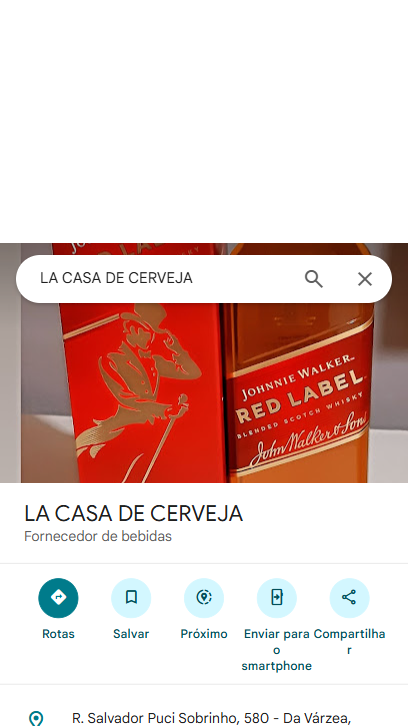 LA CASA DE CERVEJA
JOHNNIE WALKER
RED LABEL
BLENDED SCOTCH WHISKY
John Walker & Sons
LA CASA DE CERVEJA
Fornecedor de bebidas
Rotas
Salvar
Próximo
Enviar para
o
smartphone
Compartilha
r
R. Salvador Puci Sobrinho, 580 - Da Várzea,